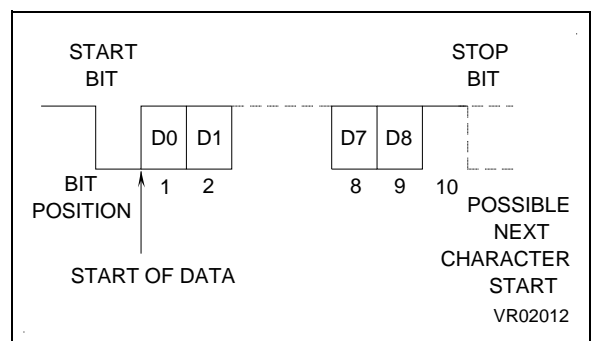 START
BIT
STOP
BIT
D0 D1 D7 D8
BIT
POSITION
1 2 8 9 10
POSSIBLE
NEXT
CHARACTER
START
START OF DATA
VR02012